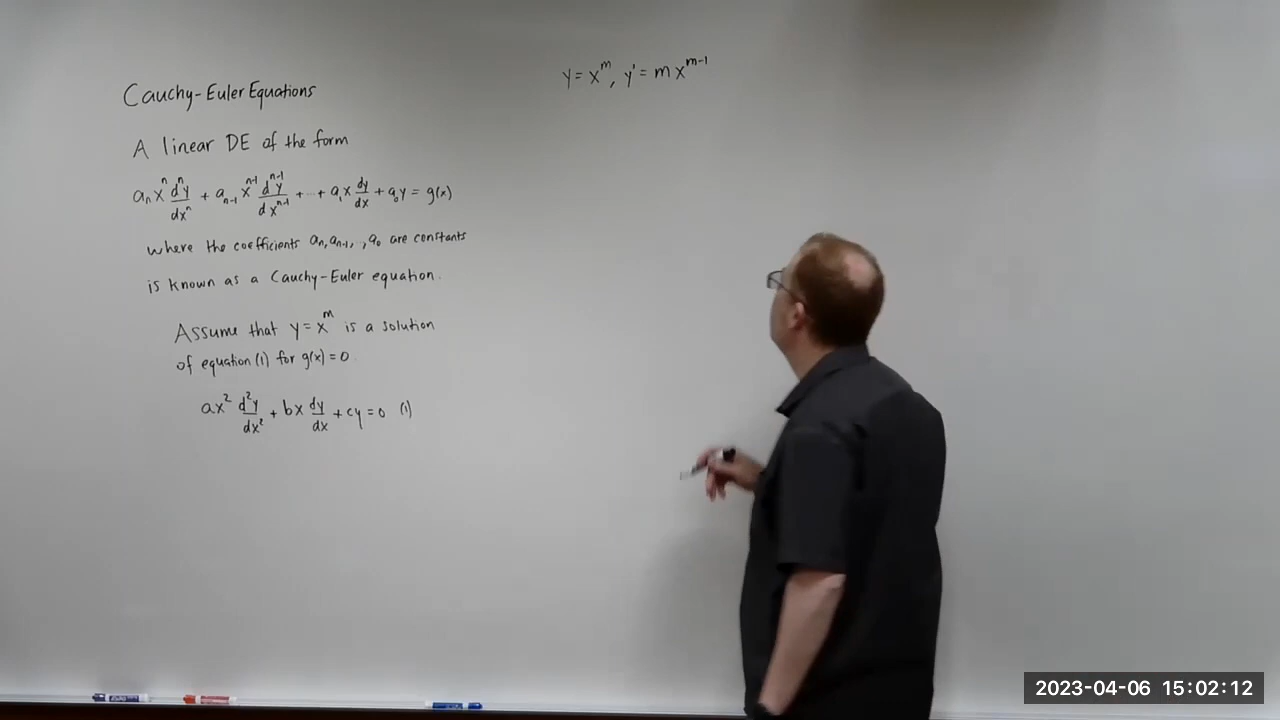 Cauchy-Euler Equations
A linear DE of the form
aₙxⁿ dⁿy/dxⁿ + aₙ₋₁xⁿ⁻¹ dⁿ⁻¹y/dxⁿ⁻¹ + ... + a₁x dy/dx + a₀y = g(x)
where the coefficients aₙ, aₙ₋₁, .., a₀ are constants
is known as a Cauchy-Euler equation.
Assume that y = xᵐ is a solution
of equation (1) for g(x) = 0.
ax² d²y/dx² + bx dy/dx + cy = 0 (1)
y = xᵐ, y' = mxᵐ⁻¹
2023-04-06 15:02:12